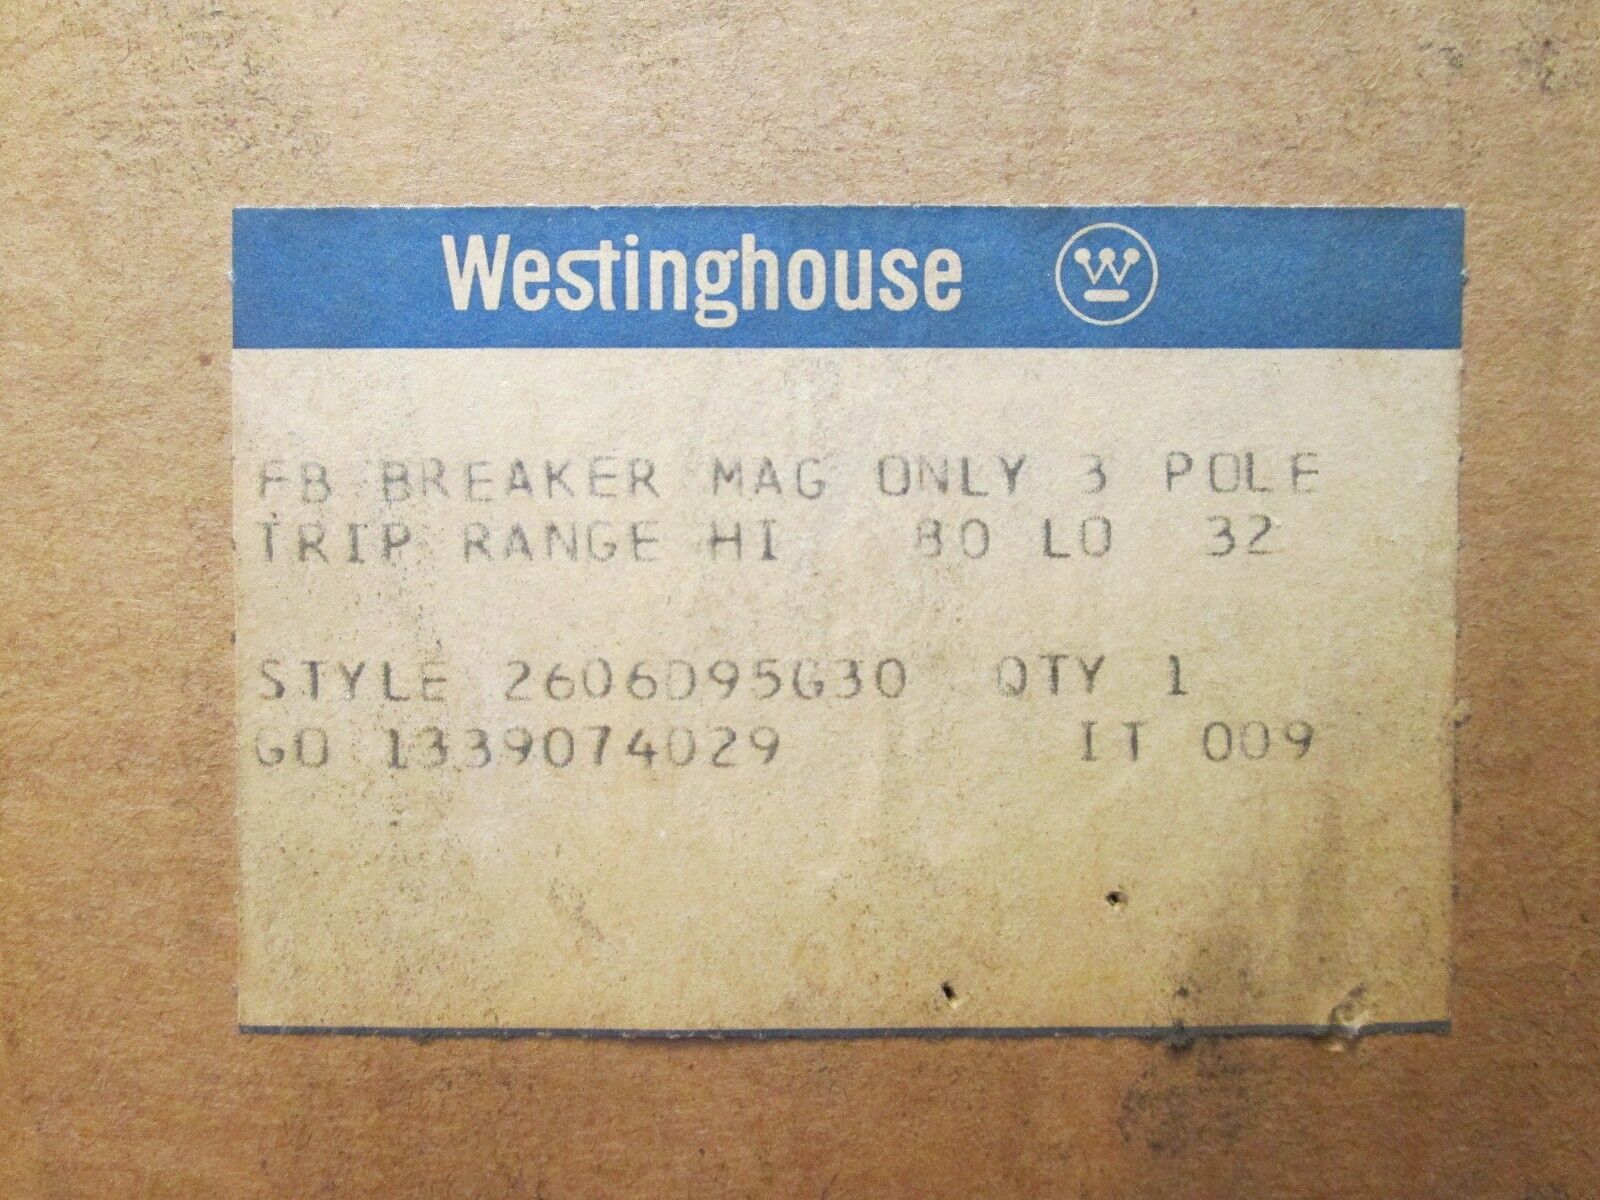 Westinghouse W
FB BREAKER MAG ONLY 3 POLE
TRIP RANGE HI 80 LO 32
STYLE 2606D95G30 QTY 1
GO 1339074029 IT 009